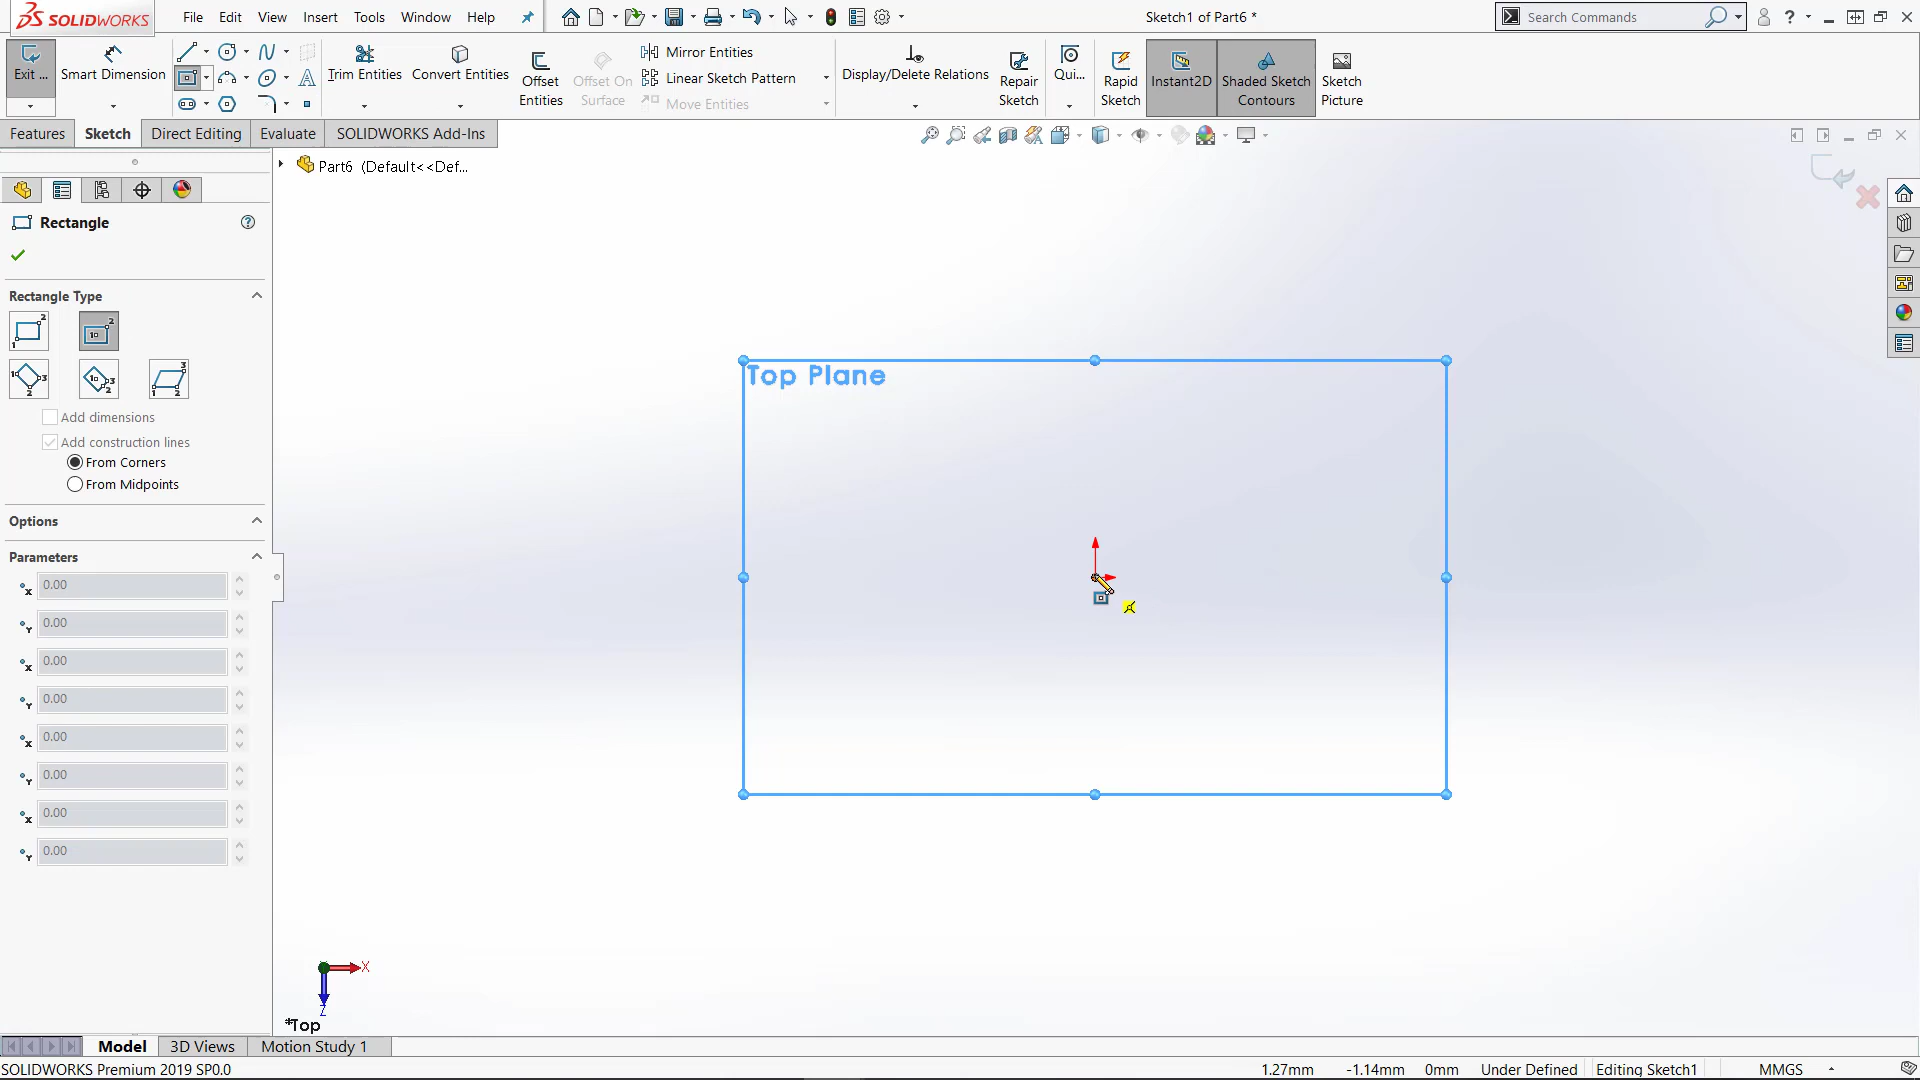 SOLIDWORKS
File Edit View Insert Tools Window Help
Sketch1 of Part6 *
Search Commands
Exit ...
Smart Dimension
Trim Entities
Convert Entities
Offset Entities
Offset On Surface
Mirror Entities
Linear Sketch Pattern
Move Entities
Display/Delete Relations
Repair Sketch
Qui...
Rapid Sketch
Instant2D
Shaded Sketch Contours
Sketch Picture
Features Sketch Direct Editing Evaluate SOLIDWORKS Add-Ins
Part6 (Default<<Def...
Rectangle
Rectangle Type
Add dimensions
Add construction lines
From Corners
From Midpoints
Options
Parameters
X 0.00
Y 0.00
X 0.00
Y 0.00
X 0.00
Y 0.00
X 0.00
Y 0.00
Top Plane
X
Z
*Top
Model 3D Views Motion Study 1
SOLIDWORKS Premium 2019 SP0.0
1.27mm -1.14mm 0mm Under Defined Editing Sketch1 MMGS